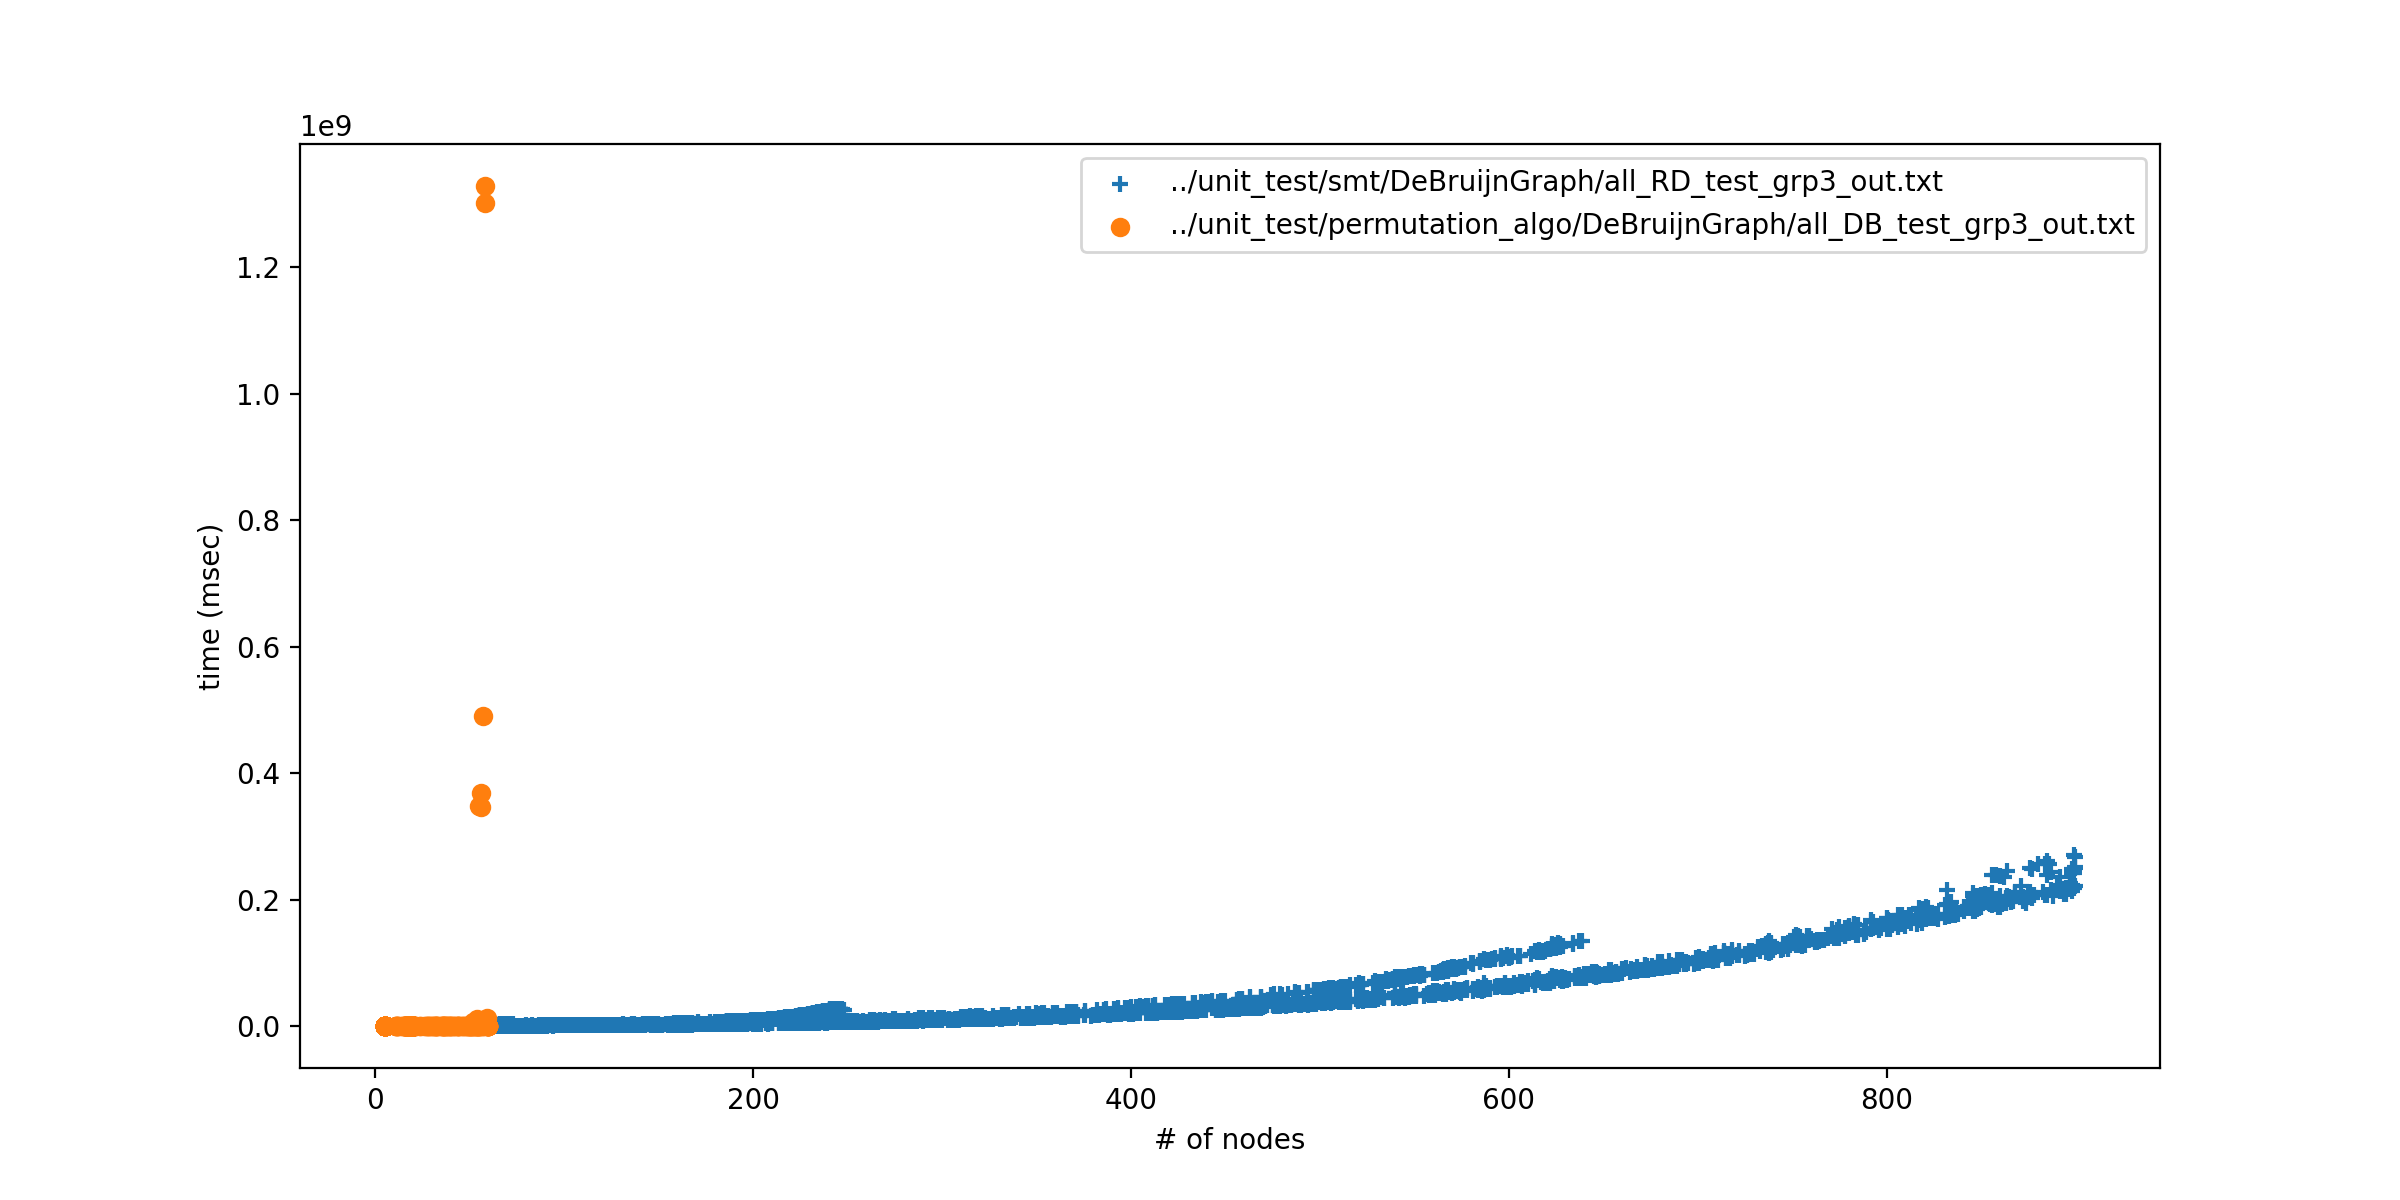 1e9
../unit_test/smt/DeBruijnGraph/all_RD_test_grp3_out.txt
../unit_test/permutation_algo/DeBruijnGraph/all_DB_test_grp3_out.txt
1.2
1.0
0.8
0.6
0.4
0.2
0.0
time (msec)
0 200 400 600 800
# of nodes